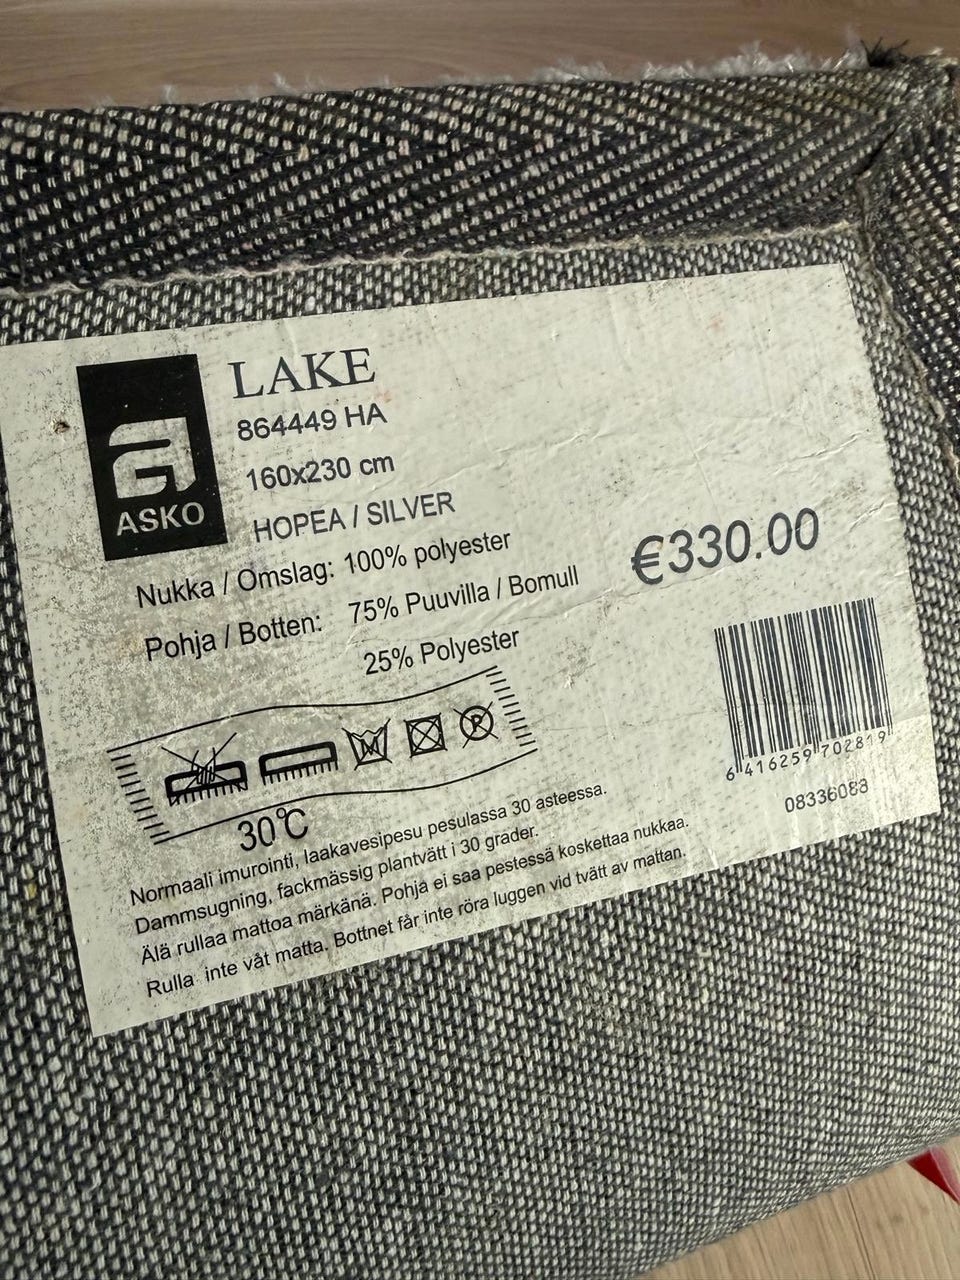 LAKE
864449 HA
160x230 cm
HOPEA / SILVER
ASKO
Nukka / Omslag: 100% polyester
Pohja / Botten: 75% Puuvilla / Bomull
25% Polyester
€330.00
P
30°C
6 416259 702819
08336088
Normaali imurointi, laakavesipesu pesulassa 30 asteessa.
Dammsugning, fackmässig plantvätt i 30 grader.
Älä rullaa mattoa märkänä. Pohja ei saa pestessä koskettaa nukkaa.
Rulla inte våt matta. Bottnet får inte röra luggen vid tvätt av mattan.